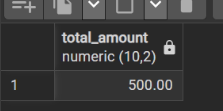 total_amount
numeric (10,2)
1 500.00